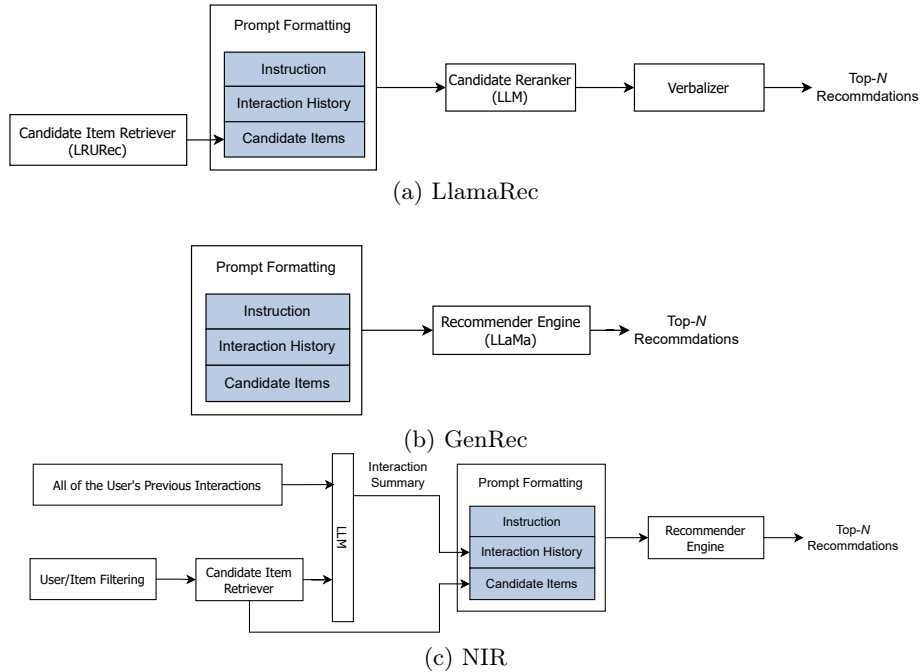 Prompt Formatting
Instruction
Interaction History
Candidate Items
Candidate Item Retriever
(LRURec)
Candidate Reranker
(LLM)
Verbalizer
Top-N
Recommdations
(a) LlamaRec
Prompt Formatting
Instruction
Interaction History
Candidate Items
Recommender Engine
(LLaMa)
Top-N
Recommdations
(b) GenRec
All of the User's Previous Interactions
User/Item Filtering
Candidate Item
Retriever
LLM
Interaction
Summary
Prompt Formatting
Instruction
Interaction History
Candidate Items
Recommender
Engine
Top-N
Recommdations
(c) NIR